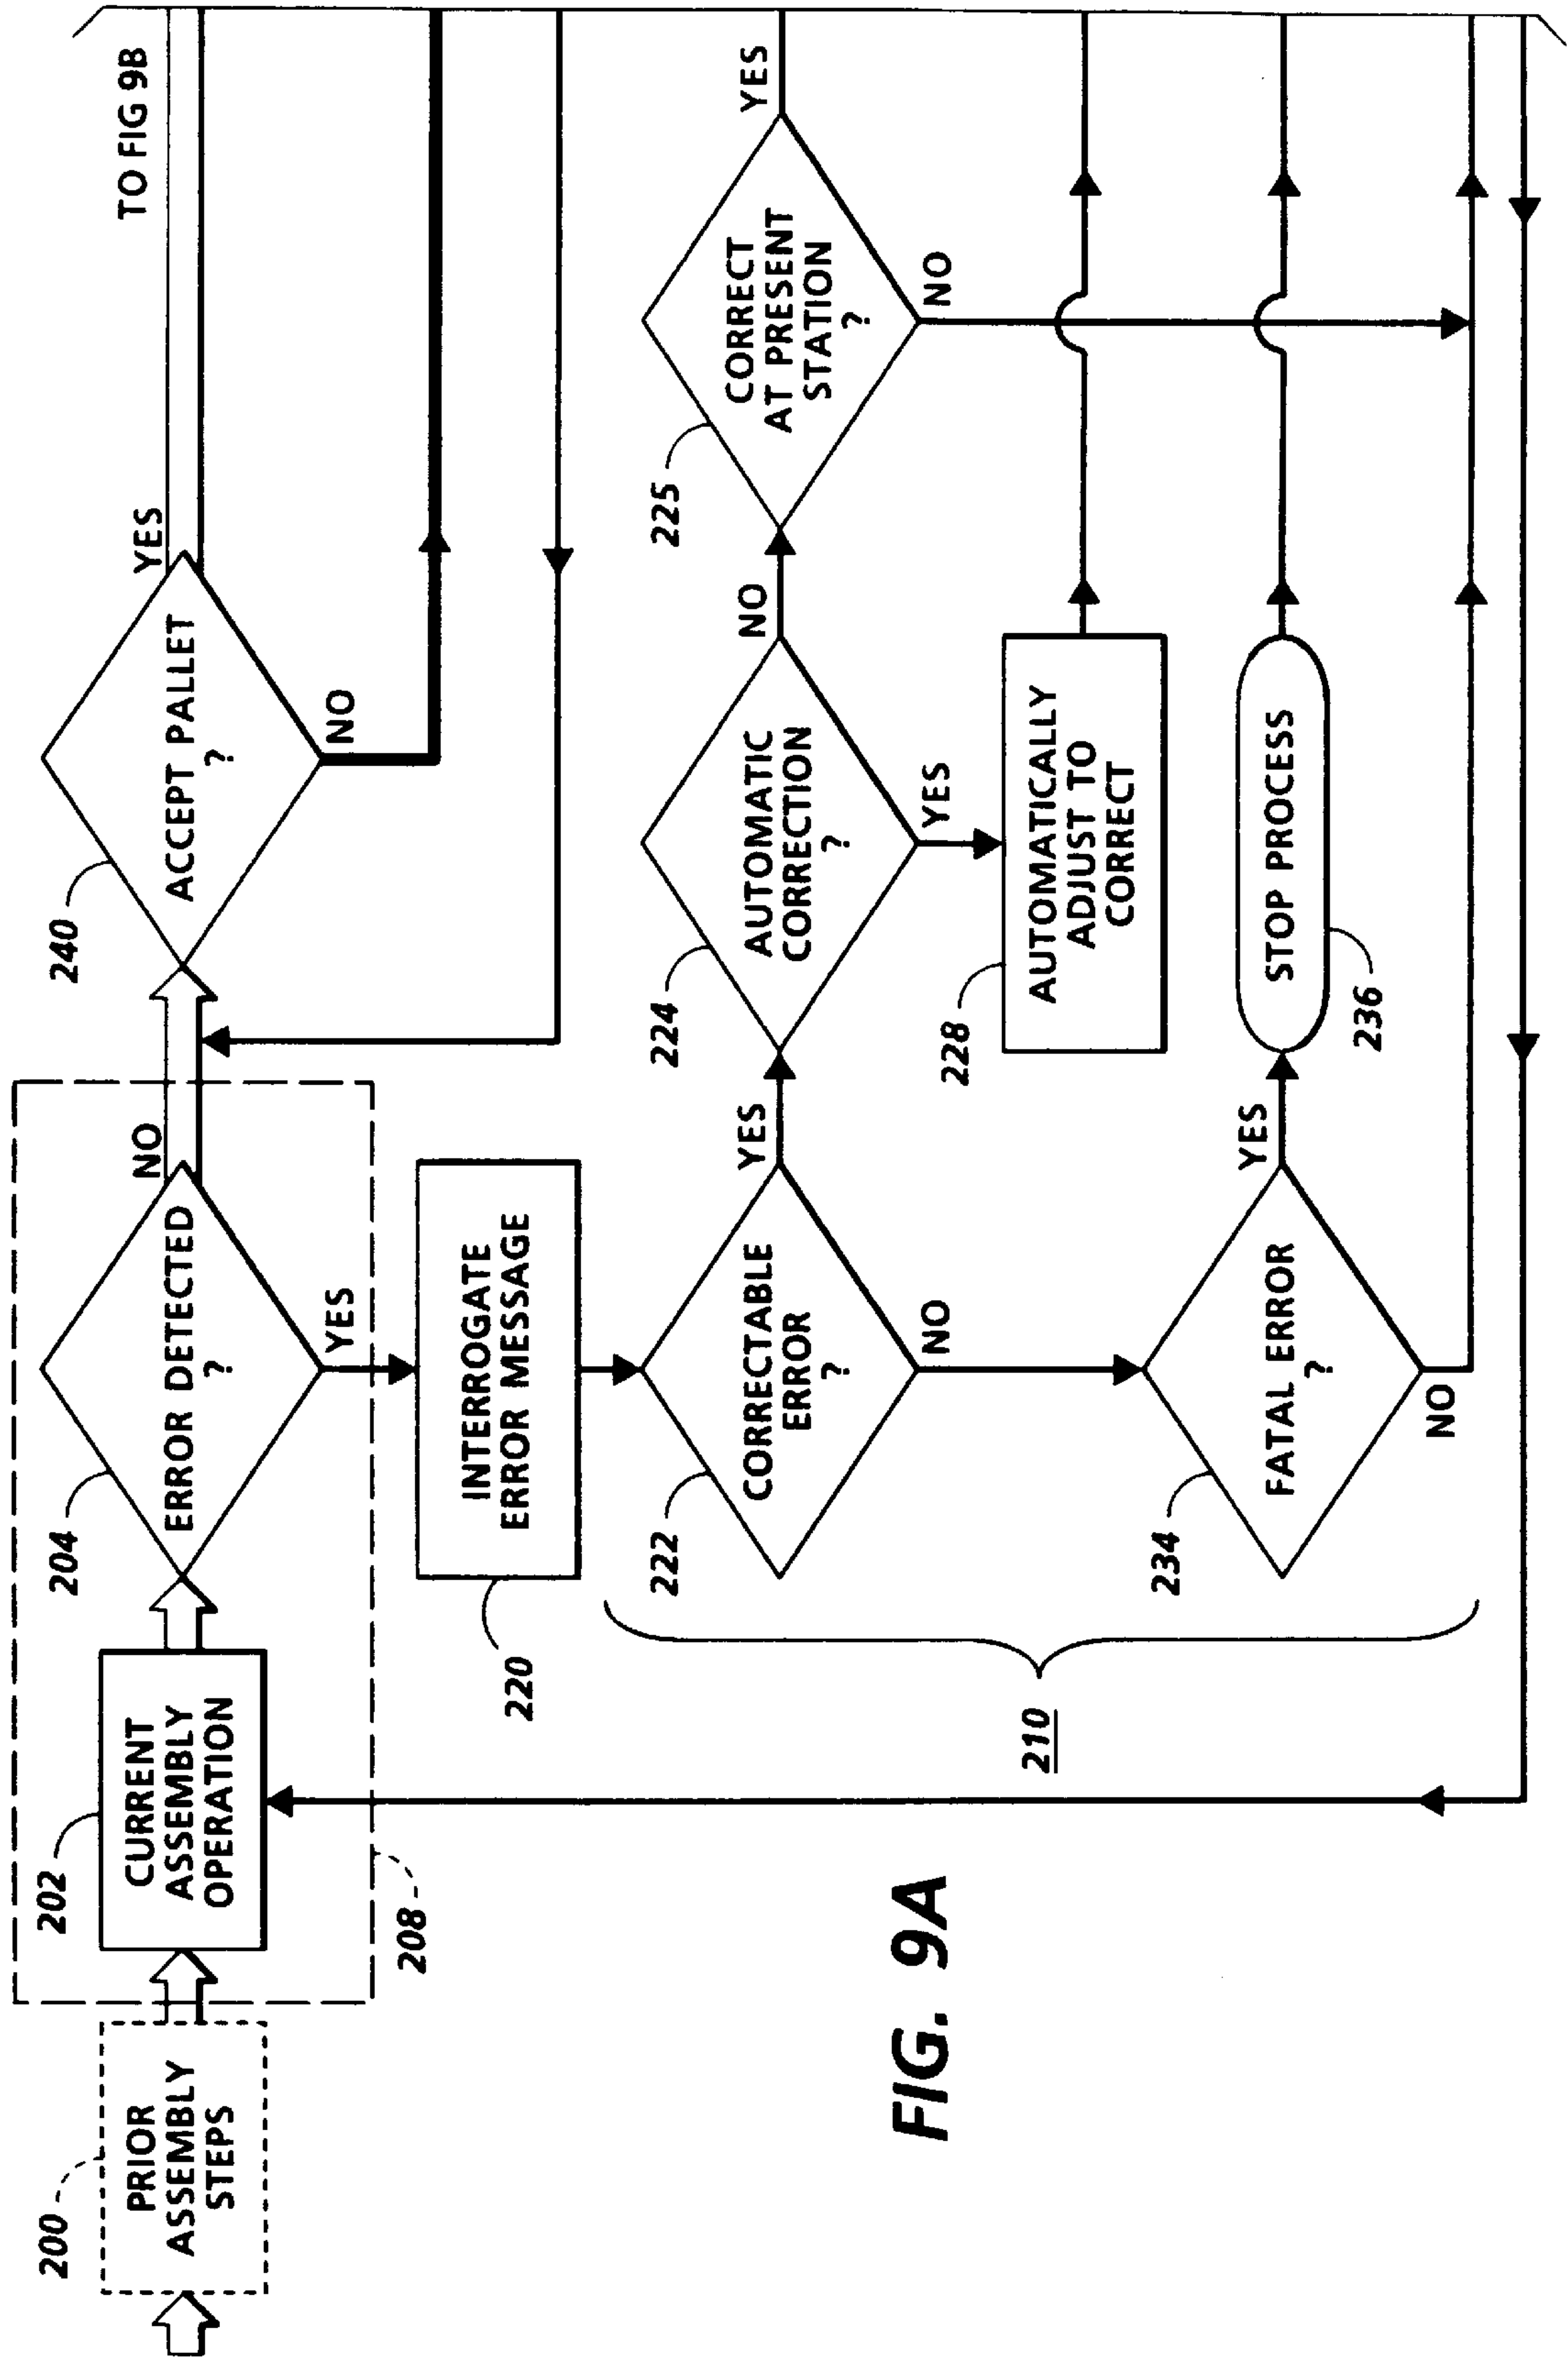 200
PRIOR
ASSEMBLY
STEPS
202
CURRENT
ASSEMBLY
OPERATION
208
204
ERROR DETECTED
?
NO
YES
240
ACCEPT PALLET
?
YES
NO
TO FIG 9B
220
INTERROGATE
ERROR MESSAGE
210
222
CORRECTABLE
ERROR
?
YES
NO
224
AUTOMATIC
CORRECTION
?
NO
YES
225
CORRECT
AT PRESENT
STATION
?
YES
NO
228
AUTOMATICALLY
ADJUST TO
CORRECT
234
FATAL ERROR
?
YES
NO
STOP PROCESS
236
FIG. 9A